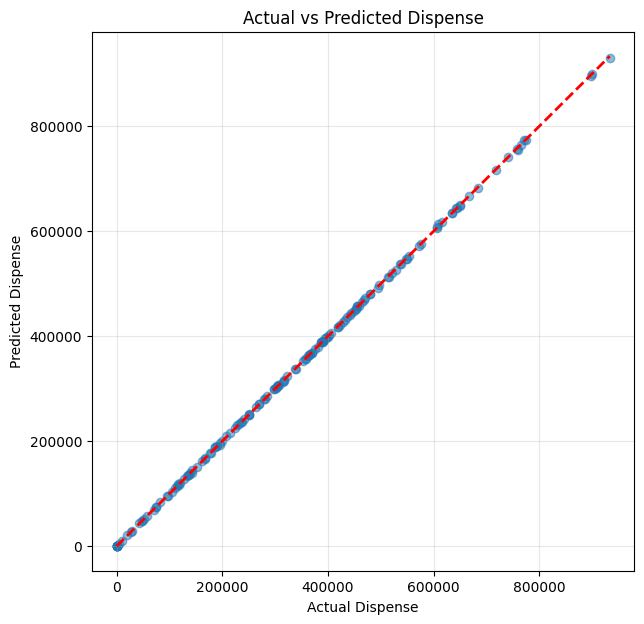 Actual vs Predicted Dispense
Predicted Dispense
800000
600000
400000
200000
0
0 200000 400000 600000 800000
Actual Dispense